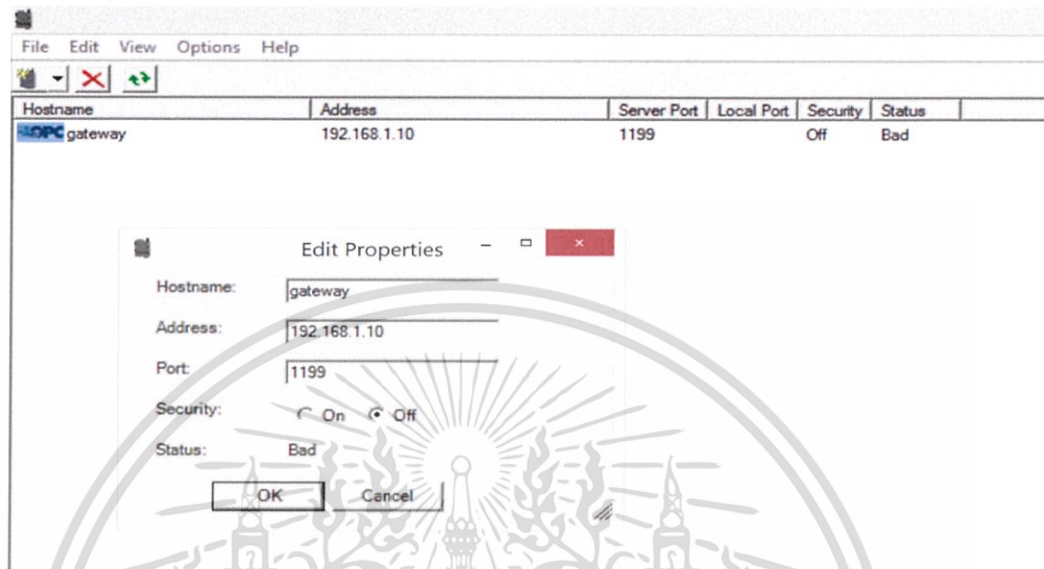 File Edit View Options Help
Hostname Address Server Port Local Port Security Status
OPC gateway 192.168.1.10 1199 Off Bad
Edit Properties
Hostname: gateway
Address: 192.168.1.10
Port: 1199
Security: On Off
Status: Bad
OK Cancel